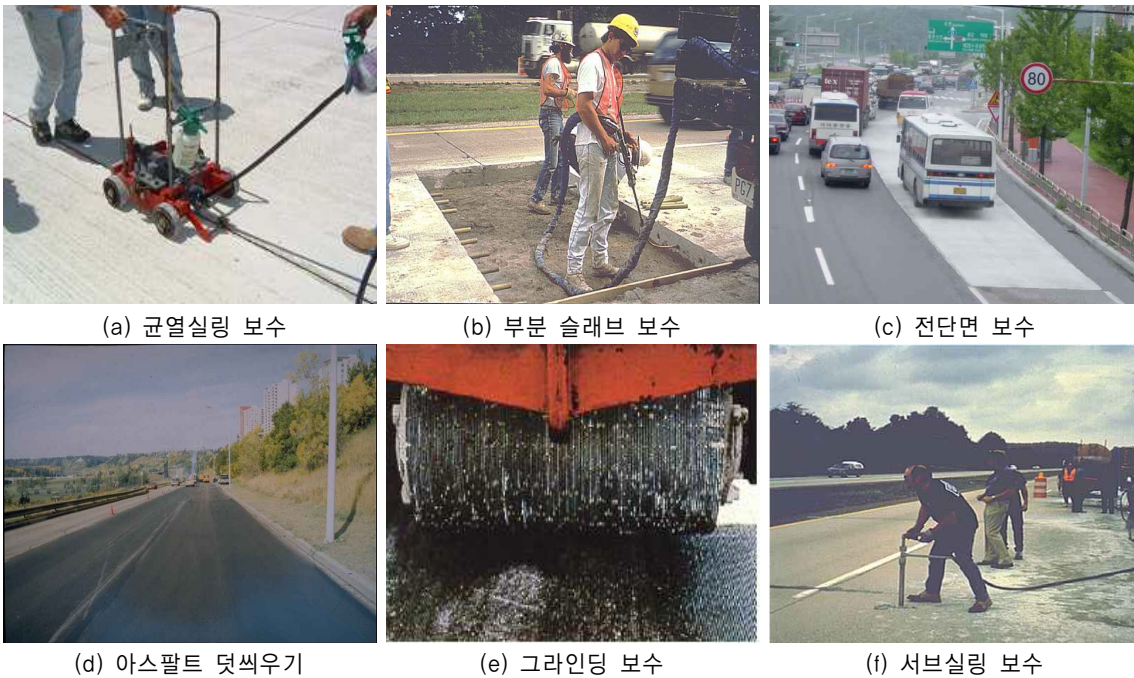 80
PG7
(a) 균열실링 보수
(b) 부분 슬래브 보수
(c) 전단면 보수
(d) 아스팔트 덧씌우기
(e) 그라인딩 보수
(f) 서브실링 보수